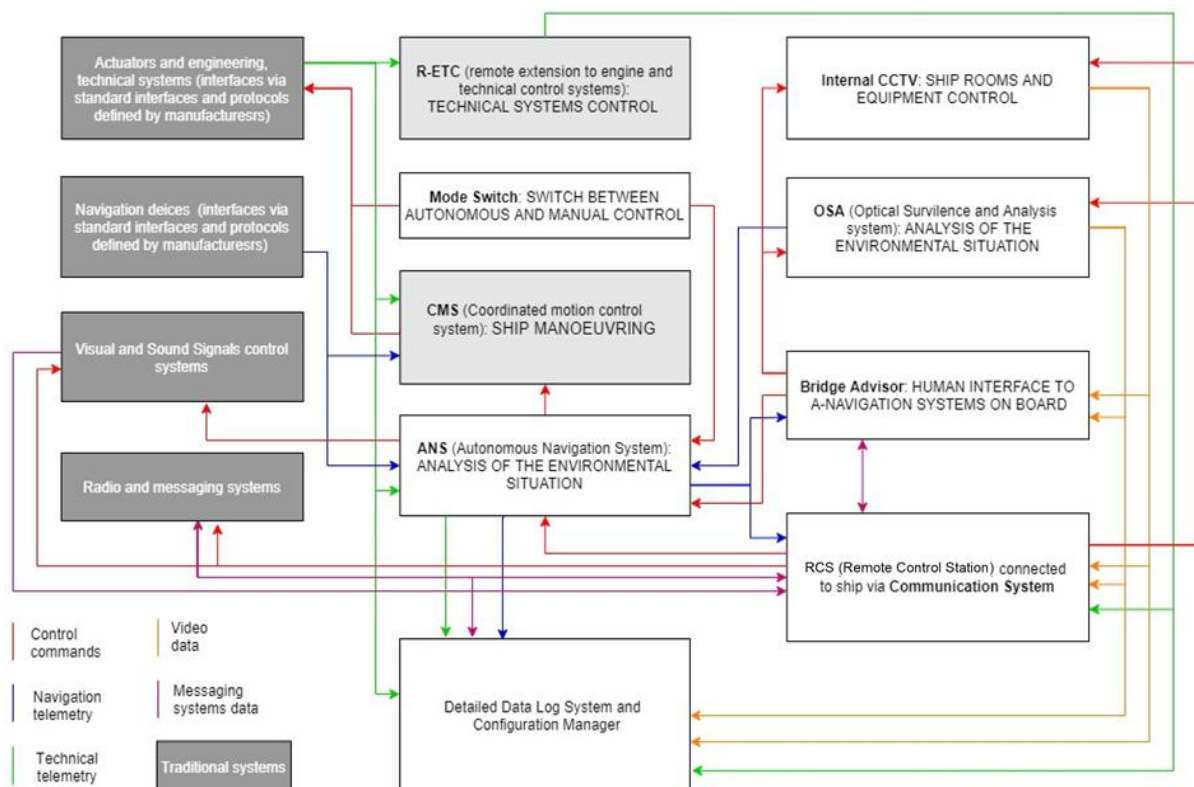 Actuators and engineering,
technical systems (interfaces via
standard interfaces and protocols
defined by manufacturesrs)
R-ETC (remote extension to engine and
technical control systems):
TECHNICAL SYSTEMS CONTROL
Internal CCTV: SHIP ROOMS AND
EQUIPMENT CONTROL
Navigation deices (interfaces via
standard interfaces and protocols
defined by manufacturesrs)
Mode Switch: SWITCH BETWEEN
AUTONOMOUS AND MANUAL CONTROL
OSA (Optical Survilence and Analysis
system): ANALYSIS OF THE
ENVIRONMENTAL SITUATION
CMS (Coordinated motion control
system): SHIP MANOEUVRING
Visual and Sound Signals control
systems
Bridge Advisor: HUMAN INTERFACE TO
A-NAVIGATION SYSTEMS ON BOARD
ANS (Autonomous Navigation System):
ANALYSIS OF THE ENVIRONMENTAL
SITUATION
Radio and messaging systems
RCS (Remote Control Station) connected
to ship via Communication System
Detailed Data Log System and
Configuration Manager
Control
commands
Video
data
Navigation
telemetry
Messaging
systems data
Technical
telemetry
Traditional systems